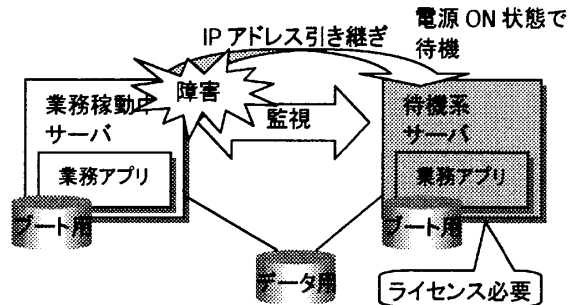 電源 ON 状態で
待機
IP アドレス引き継ぎ
障害
業務稼動中
サーバ
業務アプリ
ブート用
監視
待機系
サーバ
業務アプリ
ブート用
データ用
ライセンス必要